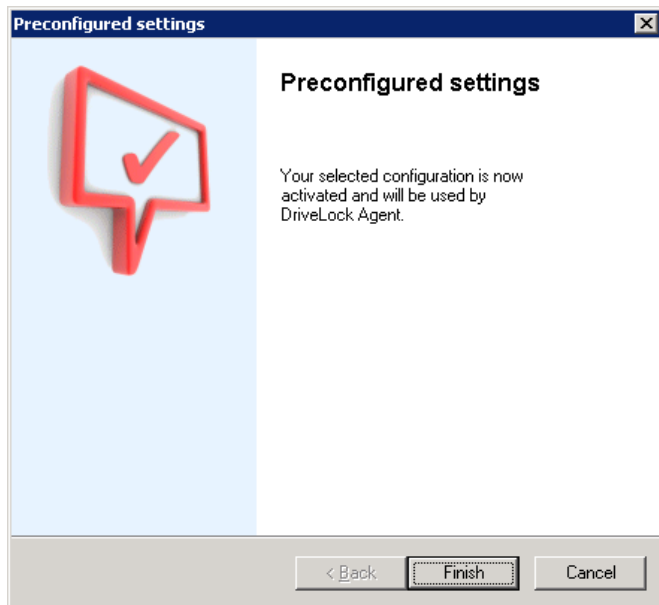 Preconfigured settings
Preconfigured settings
Your selected configuration is now
activated and will be used by
DriveLock Agent.
< Back
Finish
Cancel